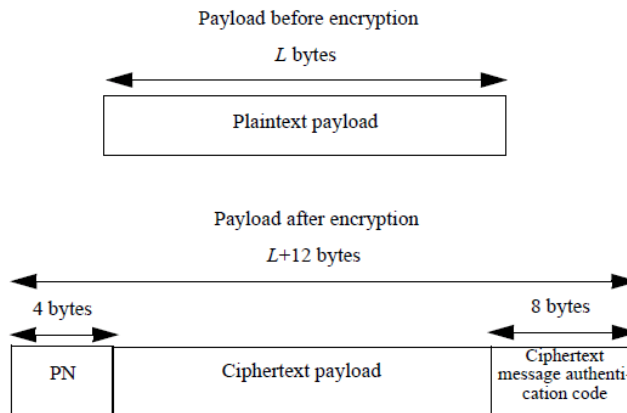 Payload before encryption
L bytes
Plaintext payload
Payload after encryption
L+12 bytes
4 bytes
8 bytes
PN
Ciphertext payload
Ciphertext
message authenti-
cation code